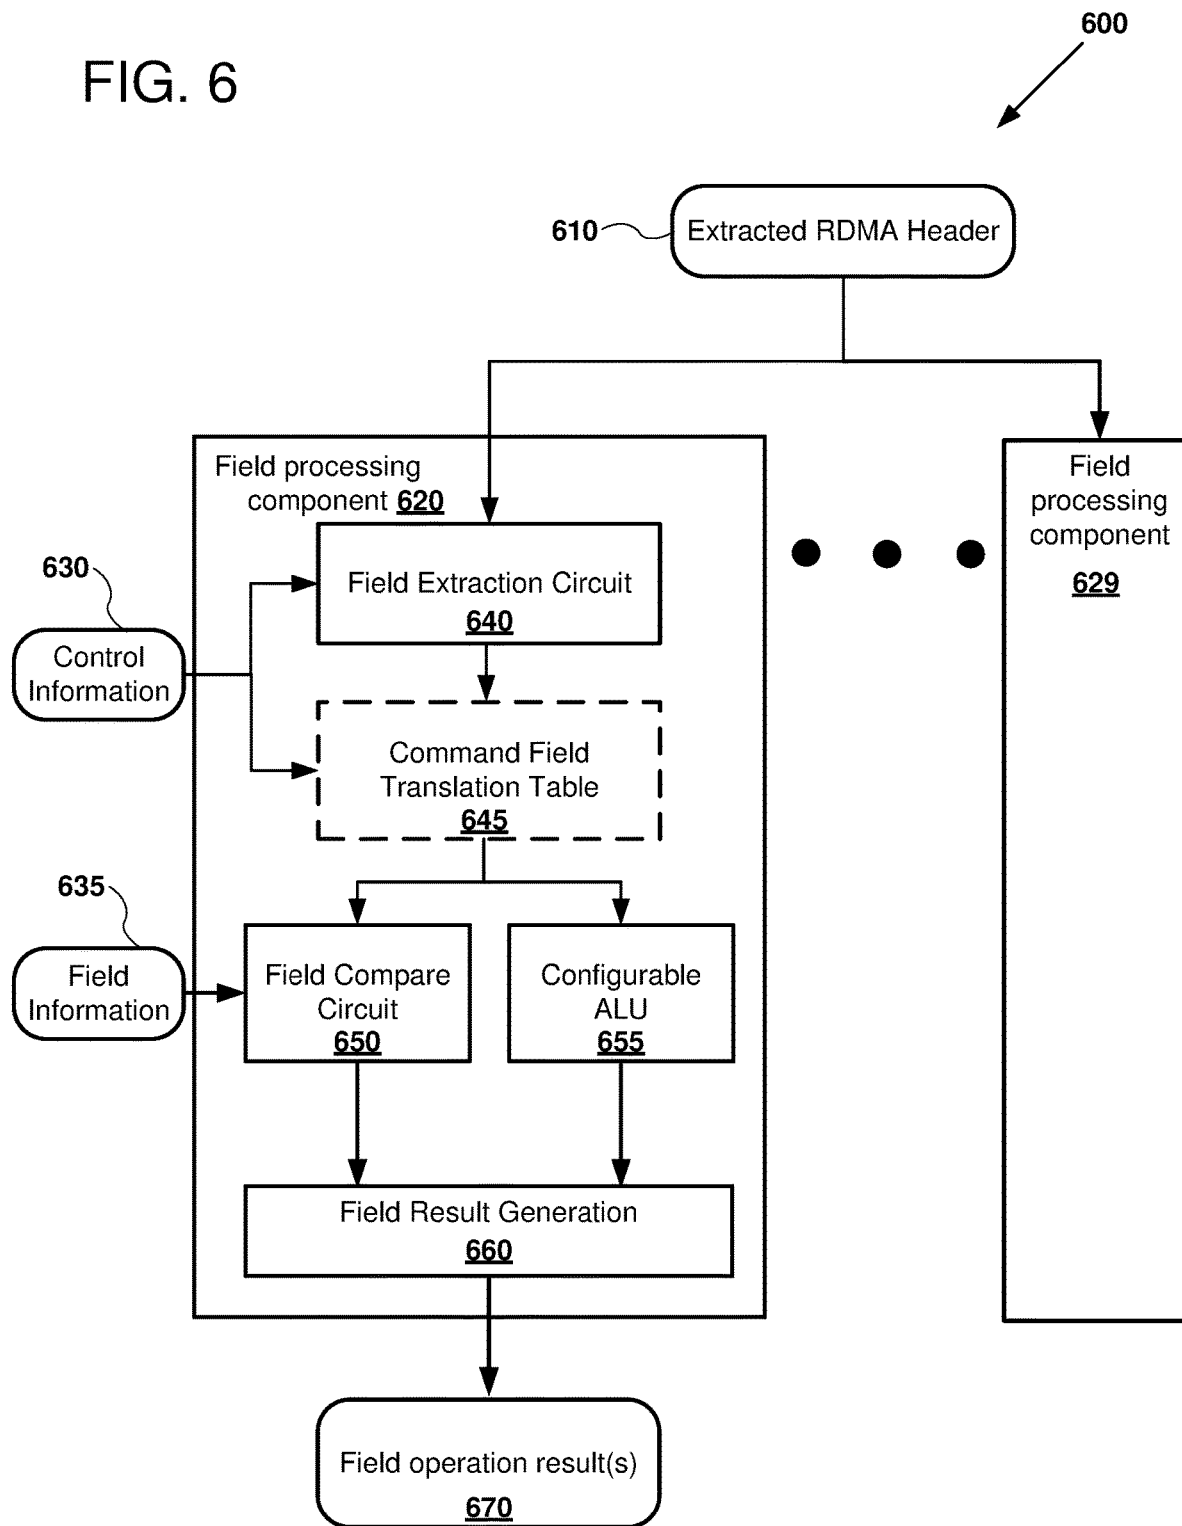 FIG. 6
600
610
Extracted RDMA Header
Field processing
component 620
Field
processing
component
629
630
Control
Information
Field Extraction Circuit
640
Command Field
Translation Table
645
635
Field
Information
Field Compare
Circuit
650
Configurable
ALU
655
Field Result Generation
660
Field operation result(s)
670